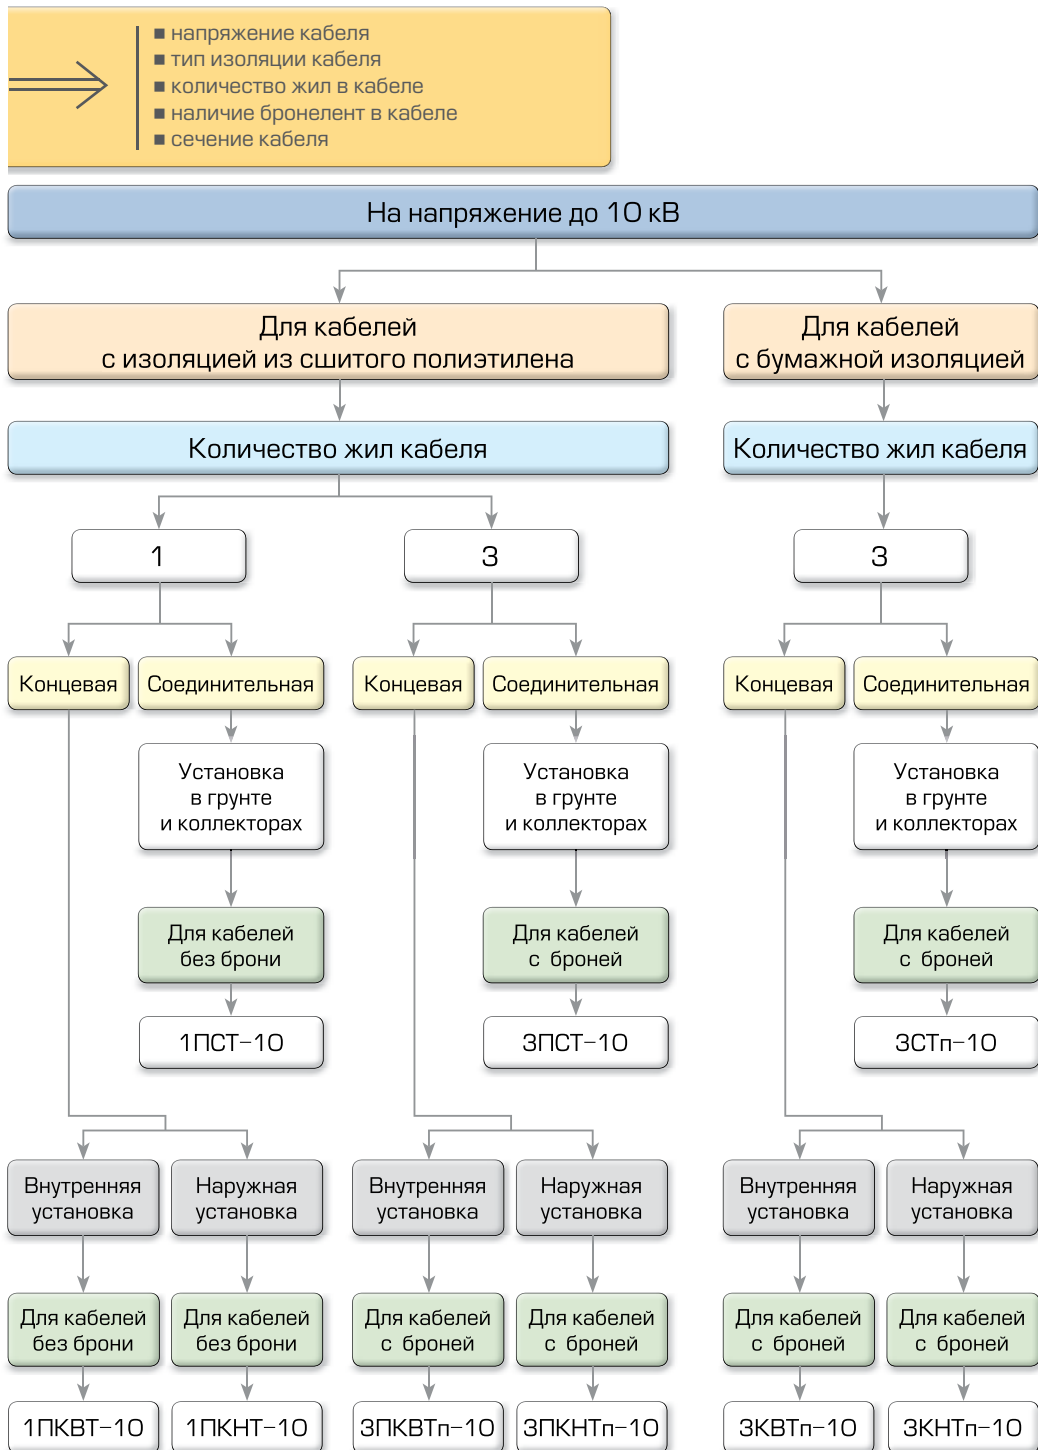 ■ напряжение кабеля
■ тип изоляции кабеля
■ количество жил в кабеле
■ наличие бронелент в кабеле
■ сечение кабеля
На напряжение до 10 кВ
Для кабелей
с изоляцией из сшитого полиэтилена
Для кабелей
с бумажной изоляцией
Количество жил кабеля
Количество жил кабеля
1
3
3
Концевая
Соединительная
Концевая
Соединительная
Концевая
Соединительная
Установка
в грунте
и коллекторах
Установка
в грунте
и коллекторах
Установка
в грунте
и коллекторах
Для кабелей
без брони
Для кабелей
с броней
Для кабелей
с броней
1ПСТ–10
3ПСТ–10
3СТп–10
Внутренняя
установка
Наружная
установка
Внутренняя
установка
Наружная
установка
Внутренняя
установка
Наружная
установка
Для кабелей
без брони
Для кабелей
без брони
Для кабелей
с броней
Для кабелей
с броней
Для кабелей
с броней
Для кабелей
с броней
1ПКВТ–10
1ПКНТ–10
3ПКВТп–10
3ПКНТп–10
3КВТп–10
3КНТп–10